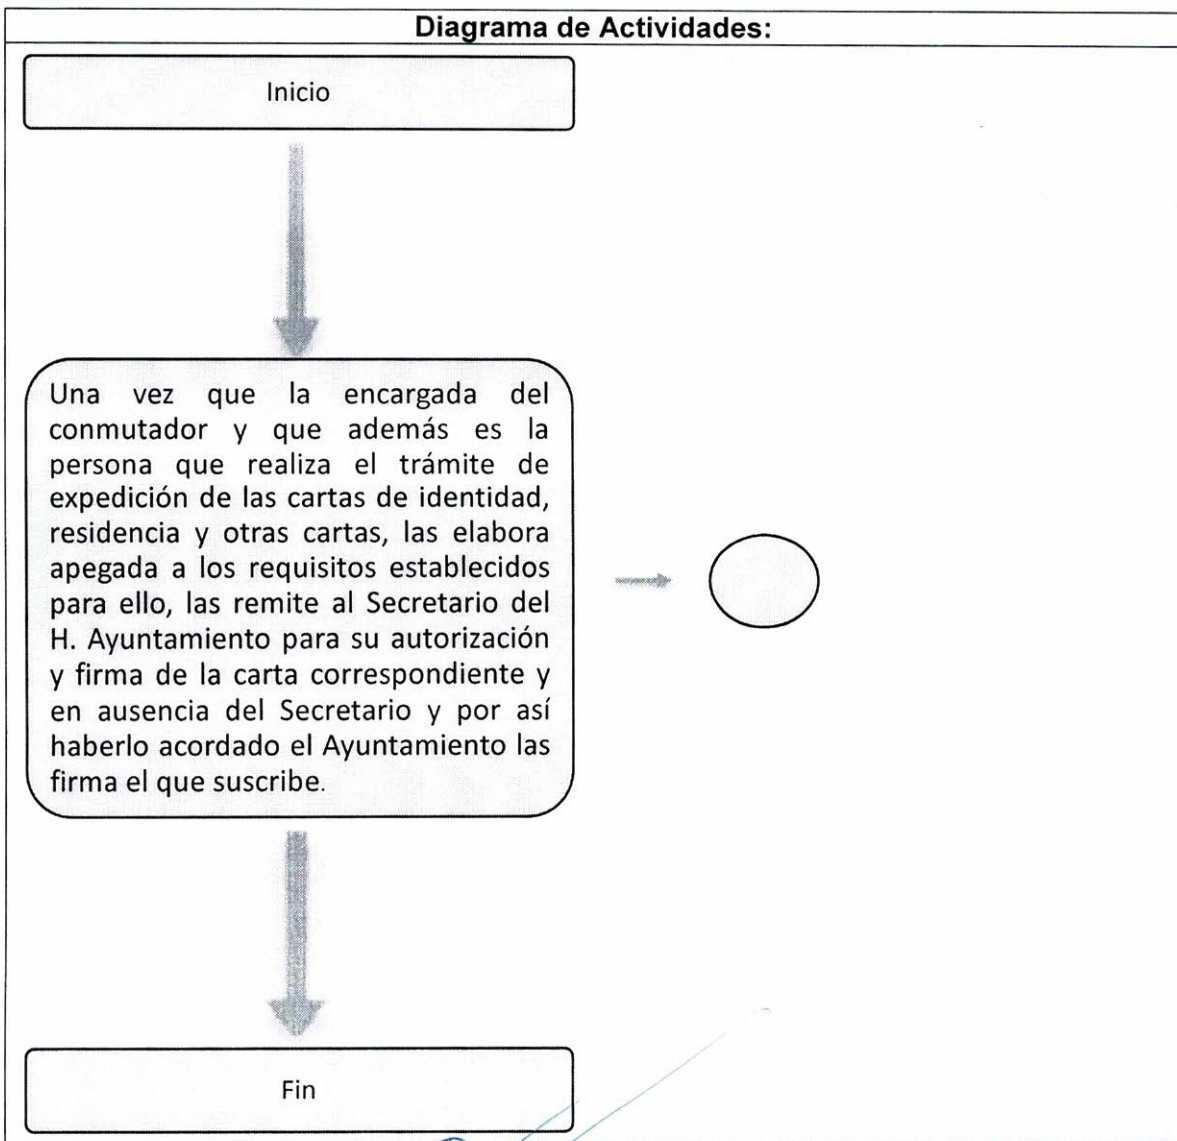 Diagrama de Actividades:
Inicio
Una vez que la encargada del
conmutador y que además es la
persona que realiza el trámite de
expedición de las cartas de identidad,
residencia y otras cartas, las elabora
apegada a los requisitos establecidos
para ello, las remite al Secretario del
H. Ayuntamiento para su autorización
y firma de la carta correspondiente y
en ausencia del Secretario y por así
haberlo acordado el Ayuntamiento las
firma el que suscribe.
Fin